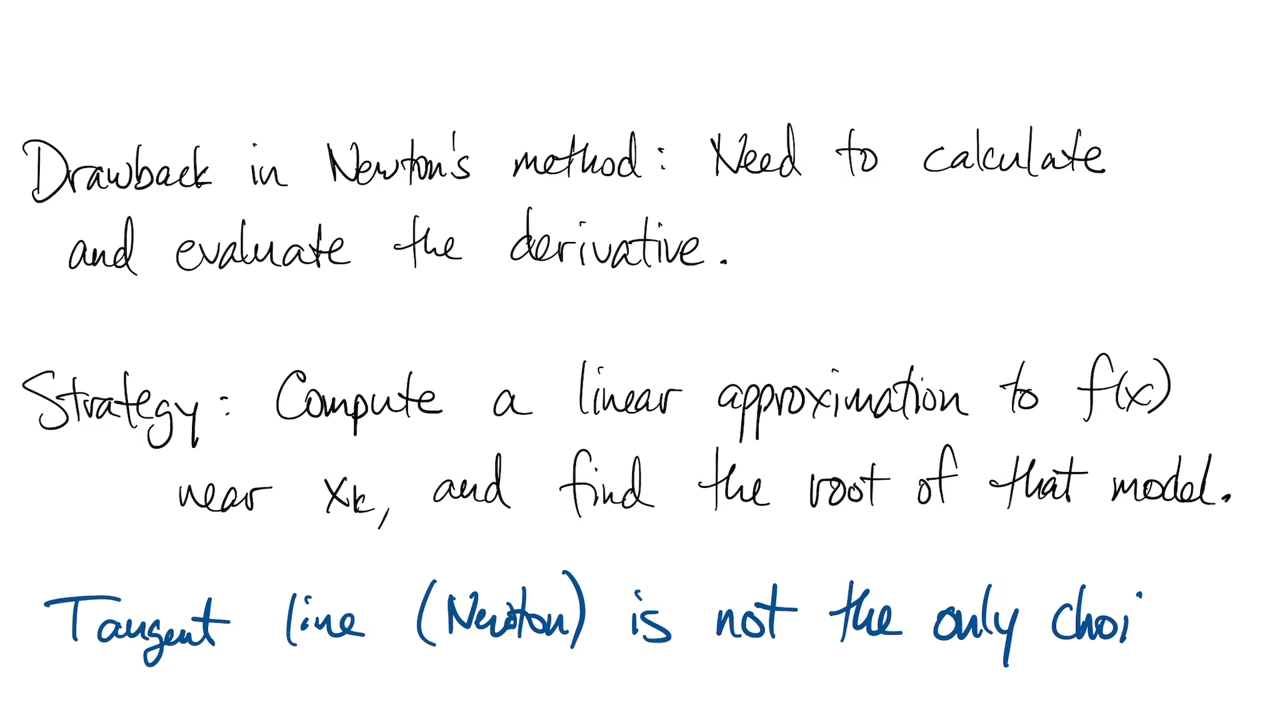 Drawback in Newton's method: Need to calculate
and evaluate the derivative.
Strategy: Compute a linear approximation to f(x)
near xₖ, and find the root of that model.
Tangent line (Newton) is not the only choi